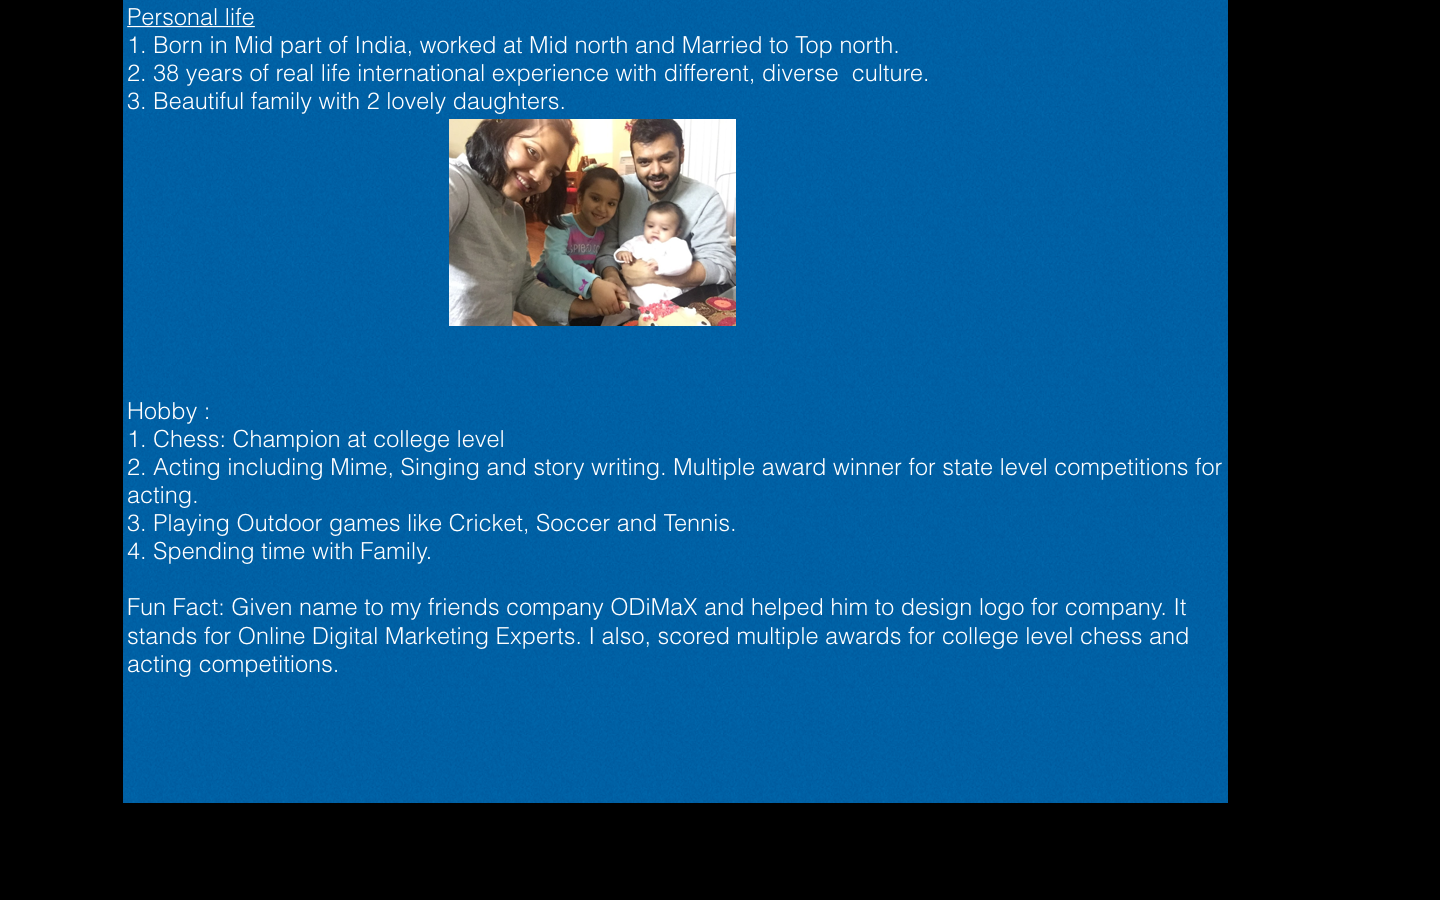 Personal life
1. Born in Mid part of India, worked at Mid north and Married to Top north.
2. 38 years of real life international experience with different, diverse  culture.
3. Beautiful family with 2 lovely daughters.
Hobby :
1. Chess: Champion at college level
2. Acting including Mime, Singing and story writing. Multiple award winner for state level competitions for
acting.
3. Playing Outdoor games like Cricket, Soccer and Tennis.
4. Spending time with Family.
Fun Fact: Given name to my friends company ODiMaX and helped him to design logo for company. It
stands for Online Digital Marketing Experts. I also, scored multiple awards for college level chess and
acting competitions.